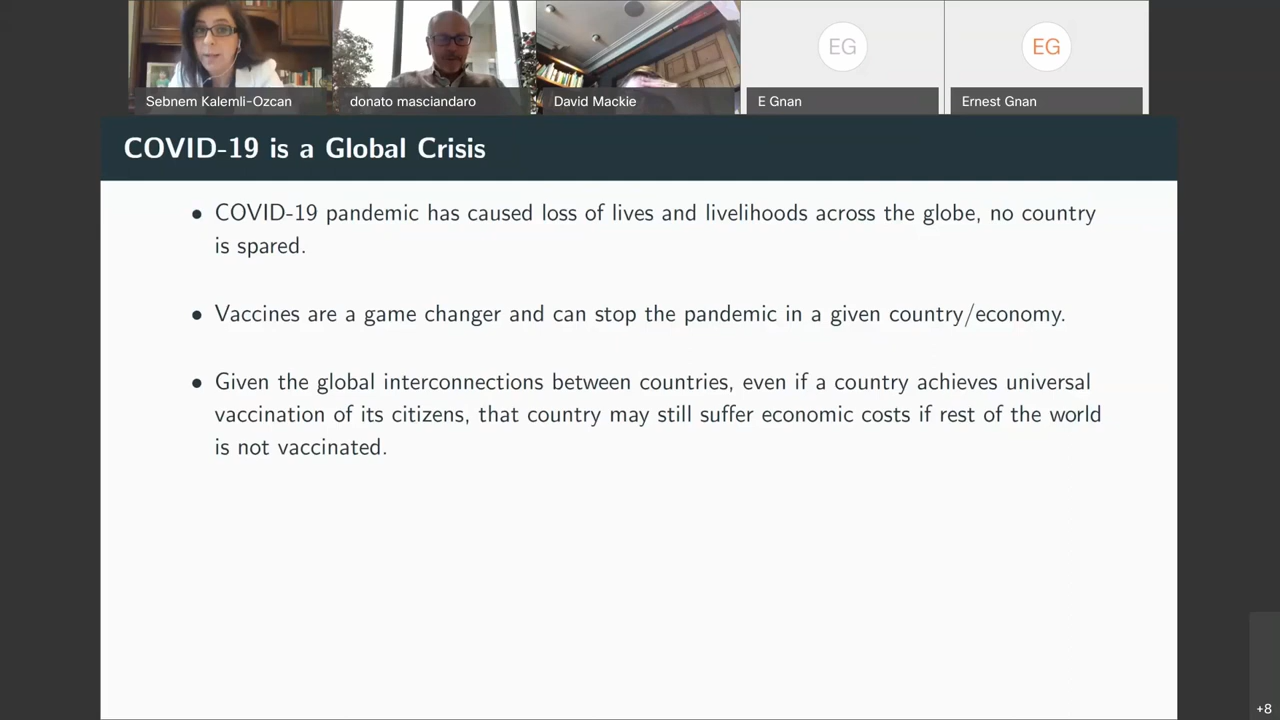 EG
EG
Sebnem Kalemli-Ozcan
donato masciandaro
David Mackie
E Gnan
Ernest Gnan
COVID-19 is a Global Crisis
• COVID-19 pandemic has caused loss of lives and livelihoods across the globe, no country
is spared.
• Vaccines are a game changer and can stop the pandemic in a given country/economy.
• Given the global interconnections between countries, even if a country achieves universal
vaccination of its citizens, that country may still suffer economic costs if rest of the world
is not vaccinated.
+8